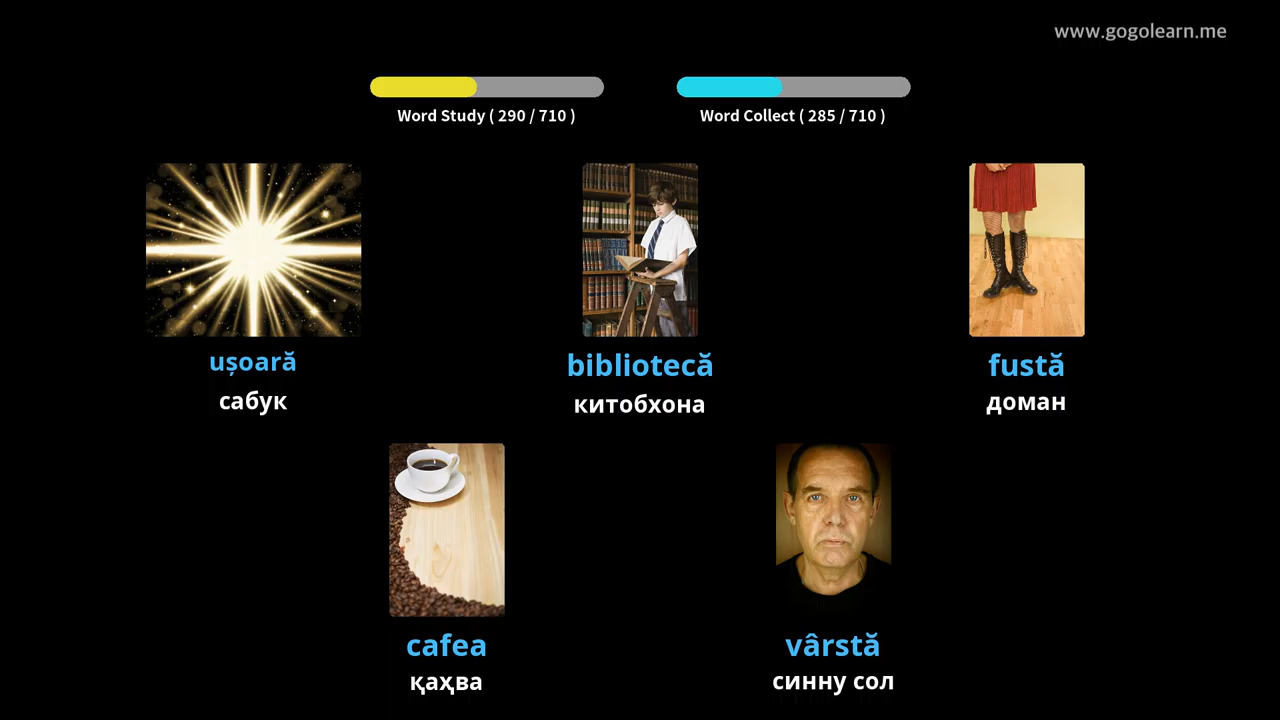 www.gogolearn.me
Word Study ( 290 / 710 )
Word Collect ( 285 / 710 )
ușoară
сабук
bibliotecă
китобхона
fustă
доман
cafea
қаҳва
vârstă
синну сол